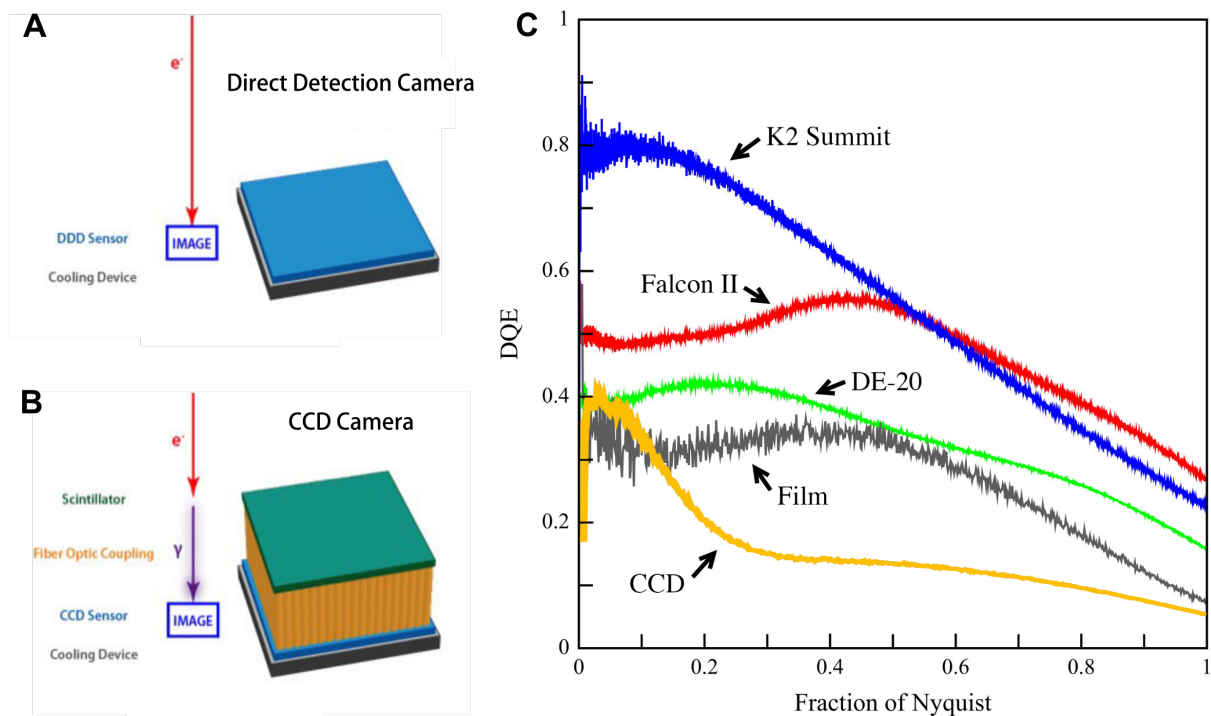 A
e-
Direct Detection Camera
DDD Sensor
IMAGE
Cooling Device
B
e-
CCD Camera
Scintillator
Fiber Optic Coupling
γ
CCD Sensor
IMAGE
Cooling Device
C
1
0.8
0.6
0.4
0.2
0
DQE
K2 Summit
Falcon II
DE-20
Film
CCD
0 0.2 0.4 0.6 0.8 1
Fraction of Nyquist